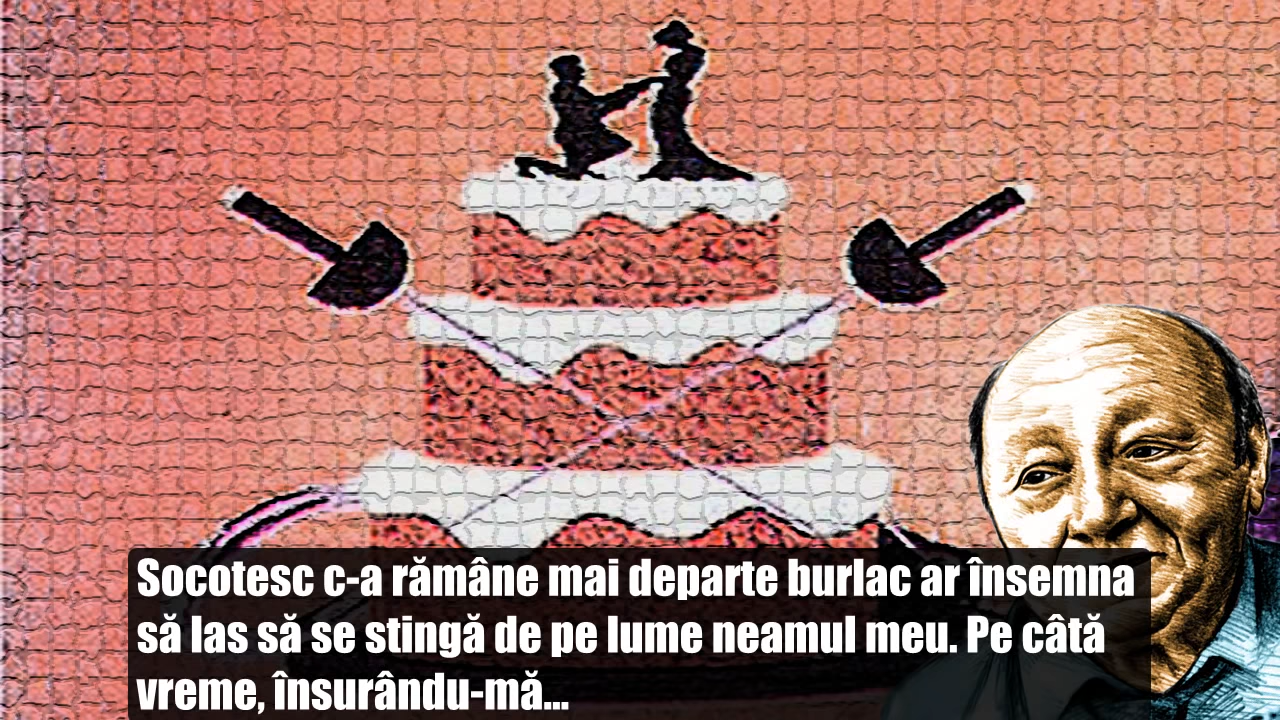 Socotesc c-a rămâne mai departe burlac ar însemna
să las să se stingă de pe lume neamul meu. Pe câtă
vreme, însurându-mă...